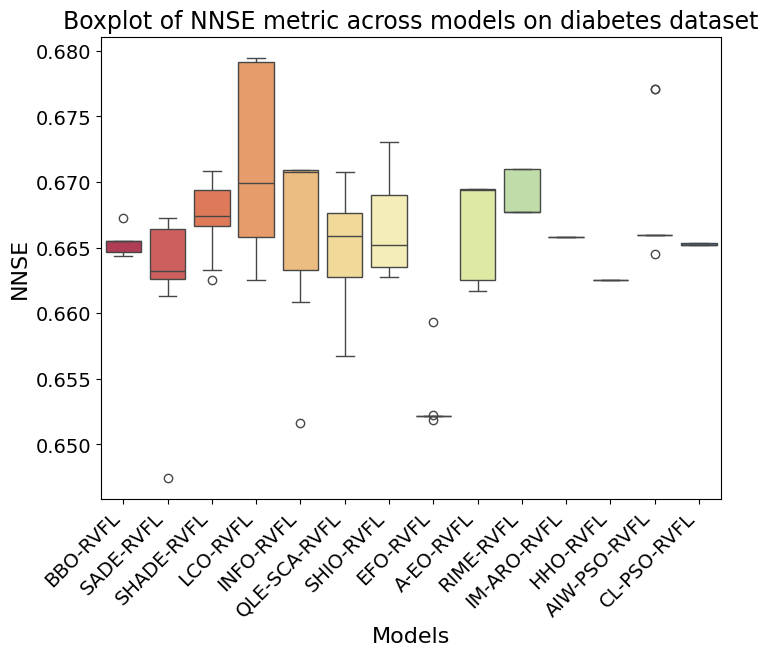 Boxplot of NNSE metric across models on diabetes dataset
0.680
0.675
0.670
0.665
0.660
0.655
0.650
NNSE
BBO-RVFL
SADE-RVFL
SHADE-RVFL
LCO-RVFL
INFO-RVFL
QLE-SCA-RVFL
SHIO-RVFL
EFO-RVFL
A-EO-RVFL
RIME-RVFL
IM-ARO-RVFL
HHO-RVFL
AIW-PSO-RVFL
CL-PSO-RVFL
Models